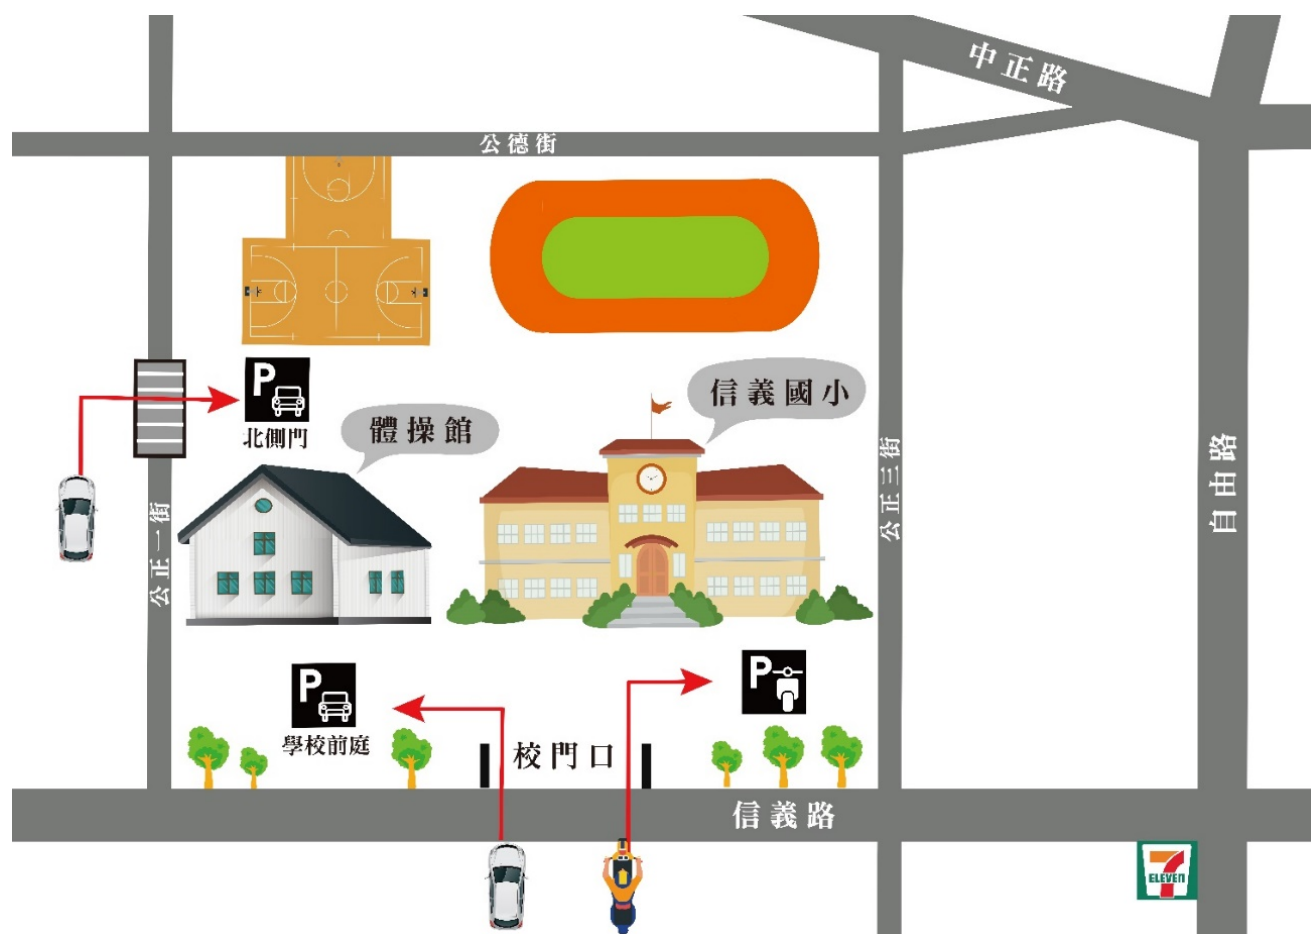 中正路
公德街
信義國小
P
北側門
體操館
公正一街
公正三街
自由路
P
學校前庭
P
校門口
信義路
7
ELEVEn